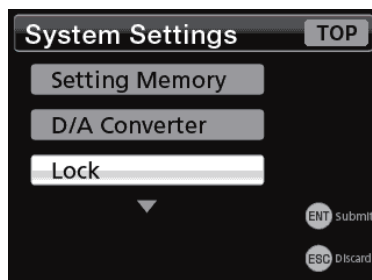 System Settings TOP
Setting Memory
D/A Converter
Lock
ENT Submit
ESC Discard